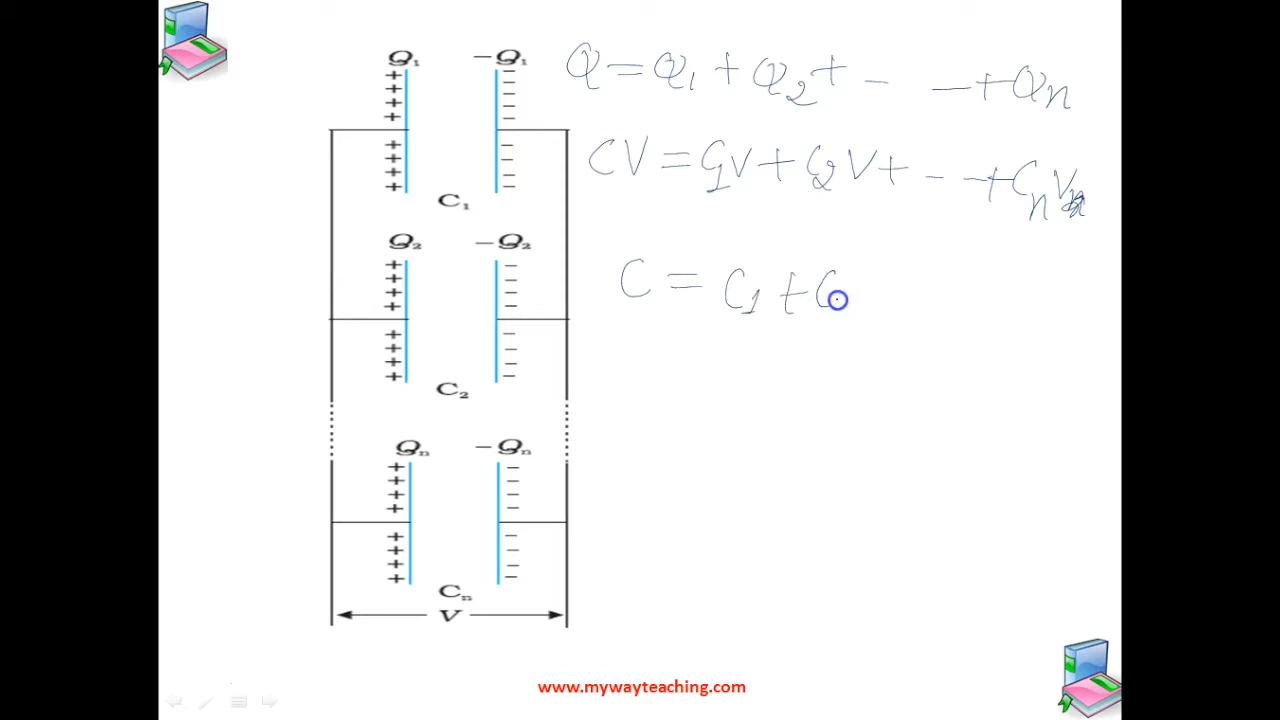 Q₁ −Q₁
C₁
Q₂ −Q₂
C₂
Qₙ −Qₙ
Cₙ
V
Q = Q₁ + Q₂ + - - + Qₙ
CV = C₁V + C₂V + - - + CₙV
C = C₁ + C
www.mywayteaching.com